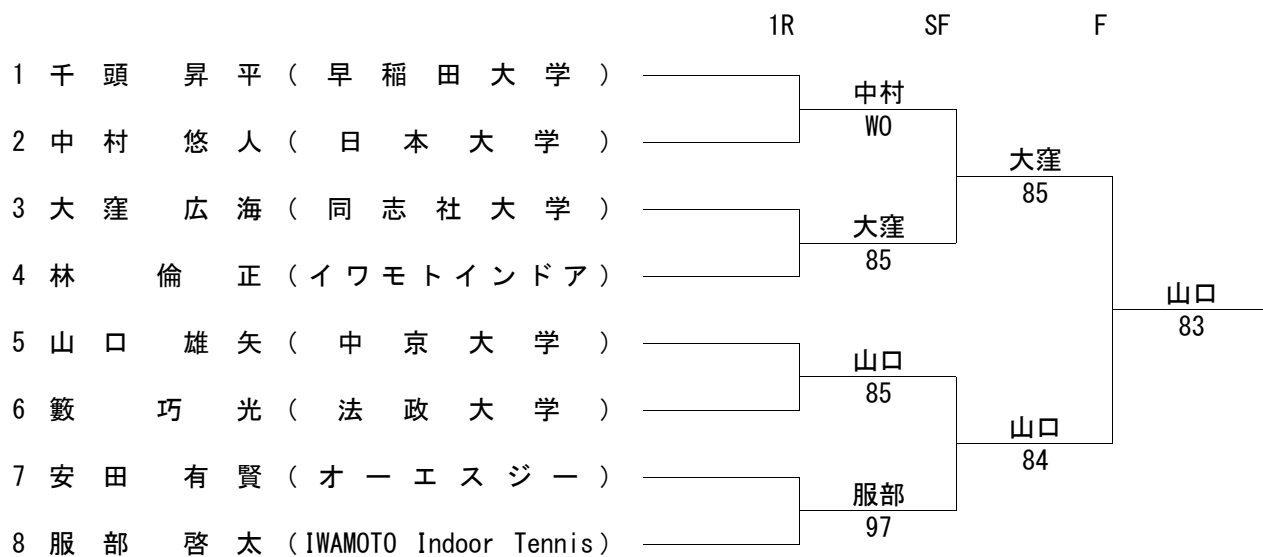 1R SF F
1 千頭 昇平 (早稲田大学)
中村
2 中村 悠人 (日本大学)
WO
大窪
85
3 大窪 広海 (同志社大学)
大窪
85
4 林 倫正 (イワモトインドア)
山口
83
5 山口 雄矢 (中京大学)
山口
85
6 籔 巧光 (法政大学)
山口
84
7 安田 有賢 (オーエスジー)
服部
97
8 服部 啓太 (IWAMOTO Indoor Tennis)